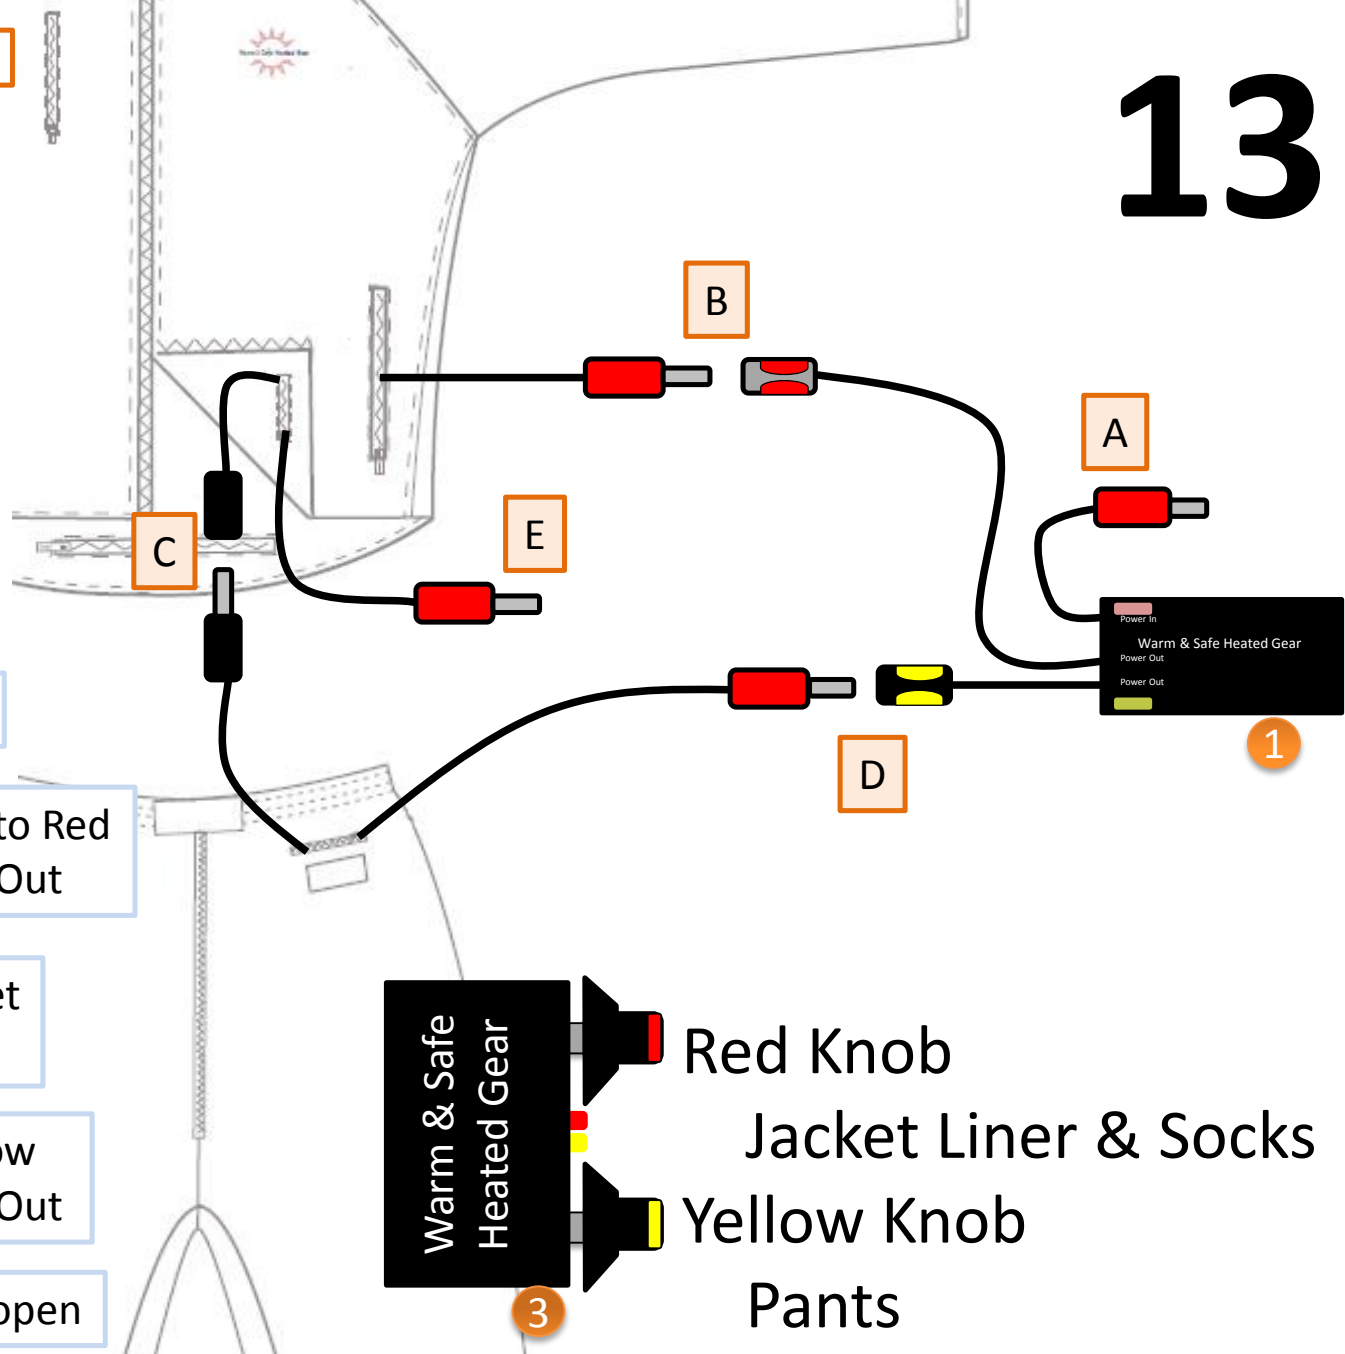 13
B
A
E
C
Power In
Warm & Safe Heated Gear
Power Out
Power Out
1
D
to Red
Out
et
ow
Out
open
Warm & Safe
Heated Gear
3
Red Knob
Jacket Liner & Socks
Yellow Knob
Pants